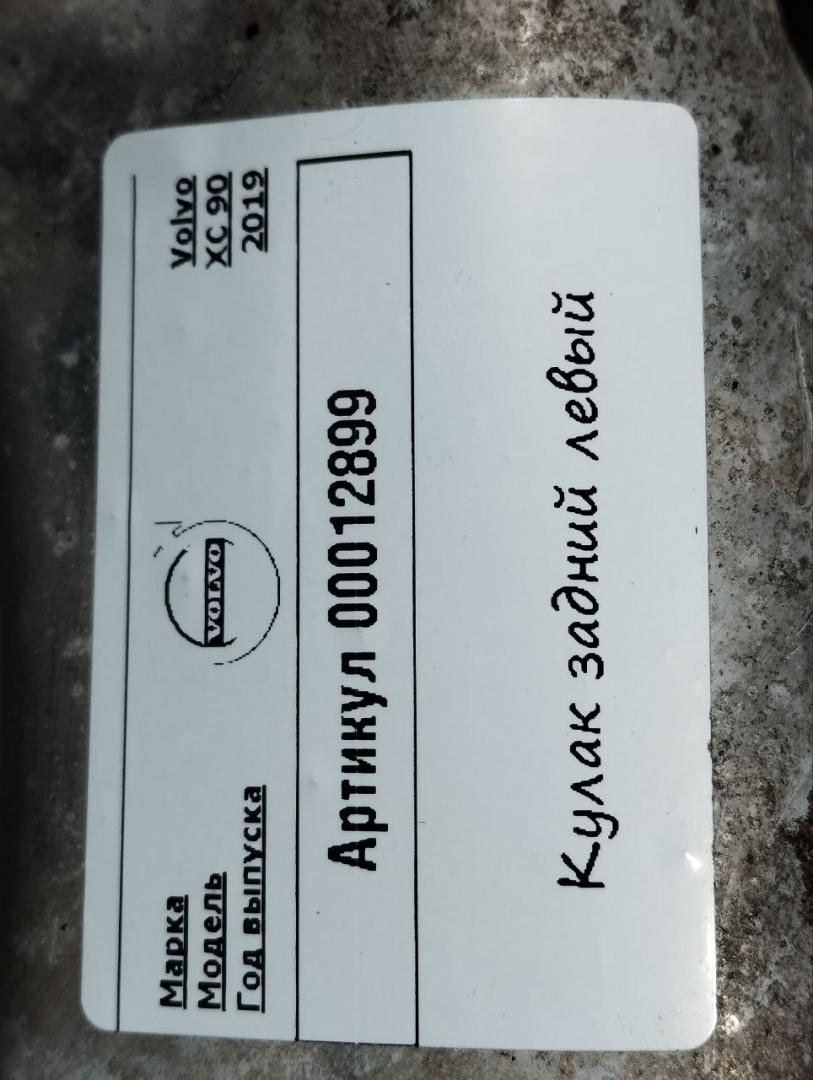 Марка Volvo
Модель XC 90
Год выпуска 2019
VOLVO
Артикул 00012899
Кулак задний левый